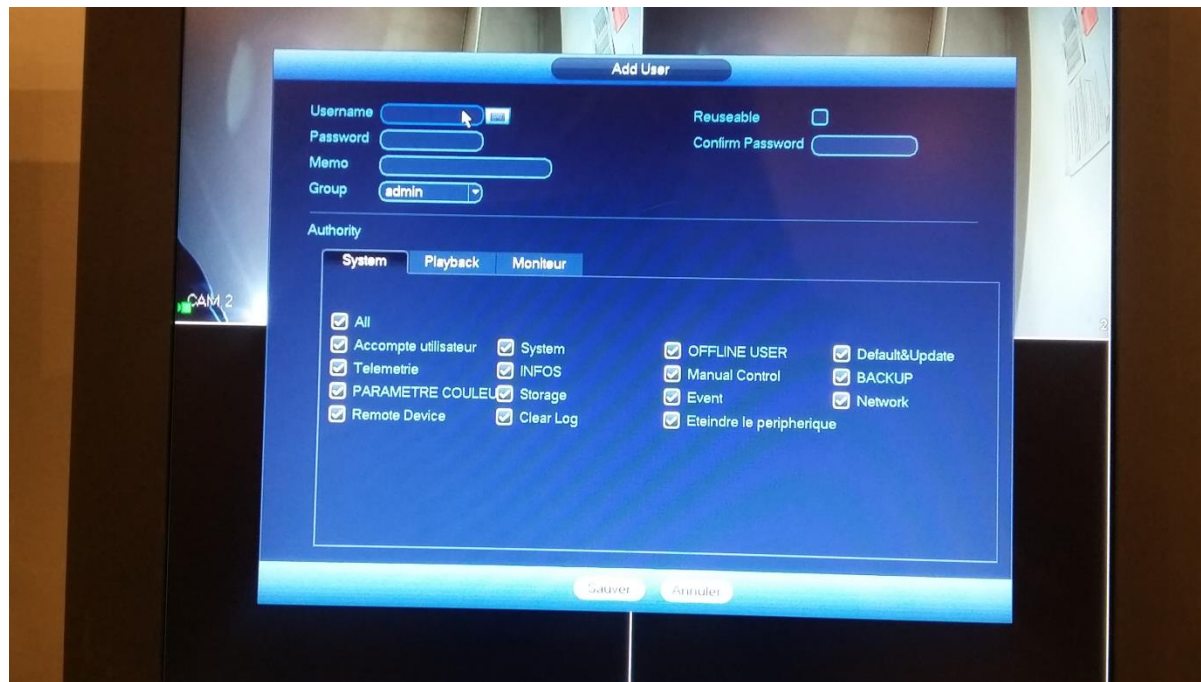 Add User
Username
Reuseable
Password
Confirm Password
Memo
Group admin
Authority
System Playback Moniteur
CAM 2
2
All
Accompte utilisateur System OFFLINE USER Default&Update
Telemetrie INFOS Manual Control BACKUP
PARAMETRE COULEU Storage Event Network
Remote Device Clear Log Eteindre le peripherique
Sauver Annuler